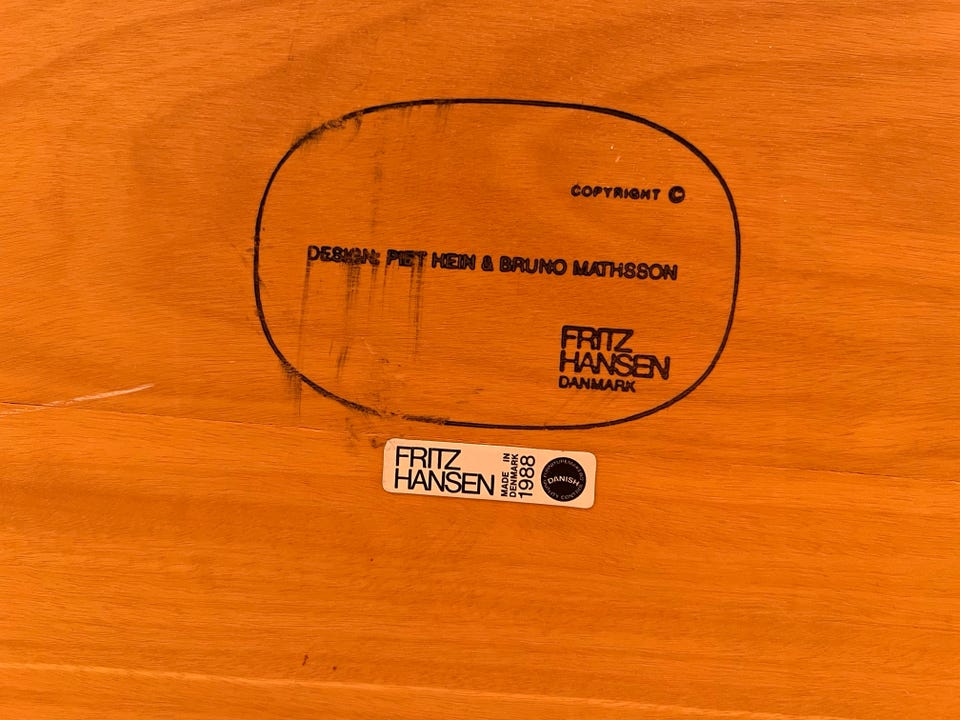 COPYRIGHT ©
DESIGN: PIET HEIN & BRUNO MATHSSON
FRITZ
HANSEN
DANMARK
FRITZ
HANSEN
MADE IN
DENMARK
1988
DANISH